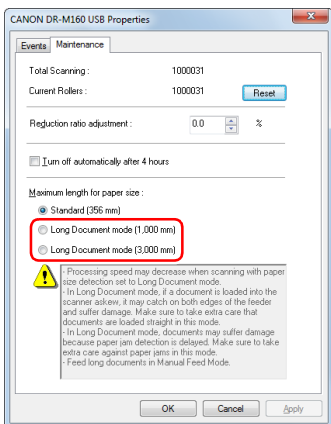 CANON DR-M160 USB Properties
Events Maintenance
Total Scanning : 1000031
Current Rollers : 1000031 Reset
Reduction ratio adjustment : 0.0 %
Turn off automatically after 4 hours
Maximum length for paper size :
Standard (356 mm)
Long Document mode (1,000 mm)
Long Document mode (3,000 mm)
- Processing speed may decrease when scanning with paper
size detection set to Long Document mode.
- In Long Document mode, if a document is loaded into the
scanner askew, it may catch on both edges of the feeder
and suffer damage. Make sure to take extra care that
documents are loaded straight in this mode.
- In Long Document mode, documents may suffer damage
because paper jam detection is delayed. Make sure to take
extra care against paper jams in this mode.
- Feed long documents in Manual Feed Mode.
OK Cancel Apply